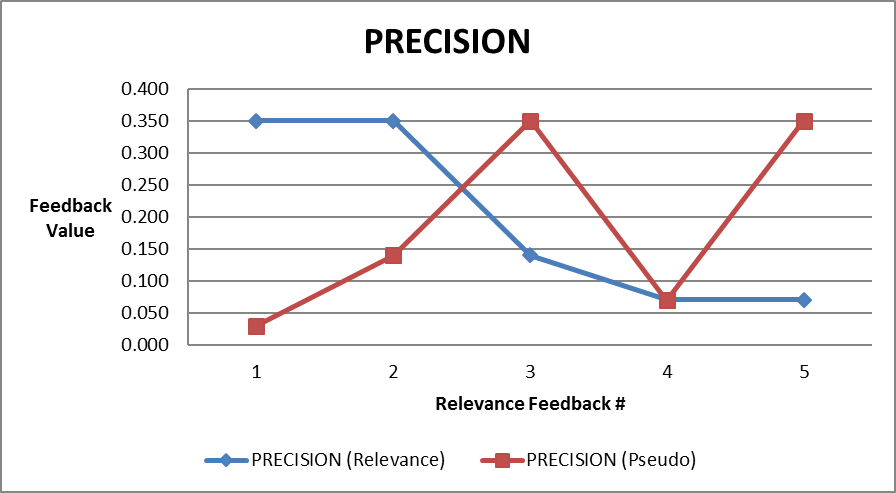 PRECISION
0.400
0.350
0.300
0.250
0.200
0.150
0.100
0.050
0.000
Feedback
Value
1 2 3 4 5
Relevance Feedback #
PRECISION (Relevance) PRECISION (Pseudo)